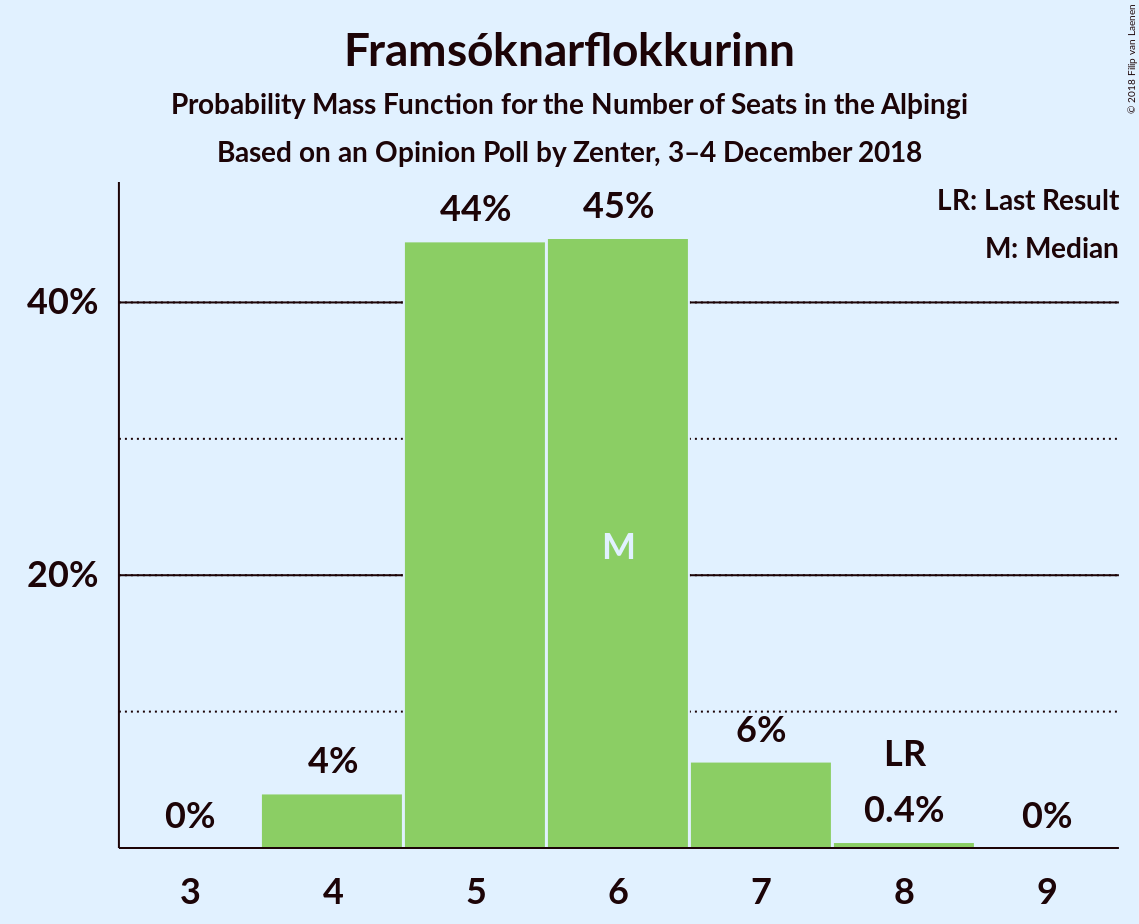 Framsóknarflokkurinn
Probability Mass Function for the Number of Seats in the Alþingi
Based on an Opinion Poll by Zenter, 3–4 December 2018
© 2018 Filip van Laenen
LR: Last Result
M: Median
44%
45%
40%
M
20%
6%
4%
LR
0%
0.4%
0%
3
4
5
6
7
8
9